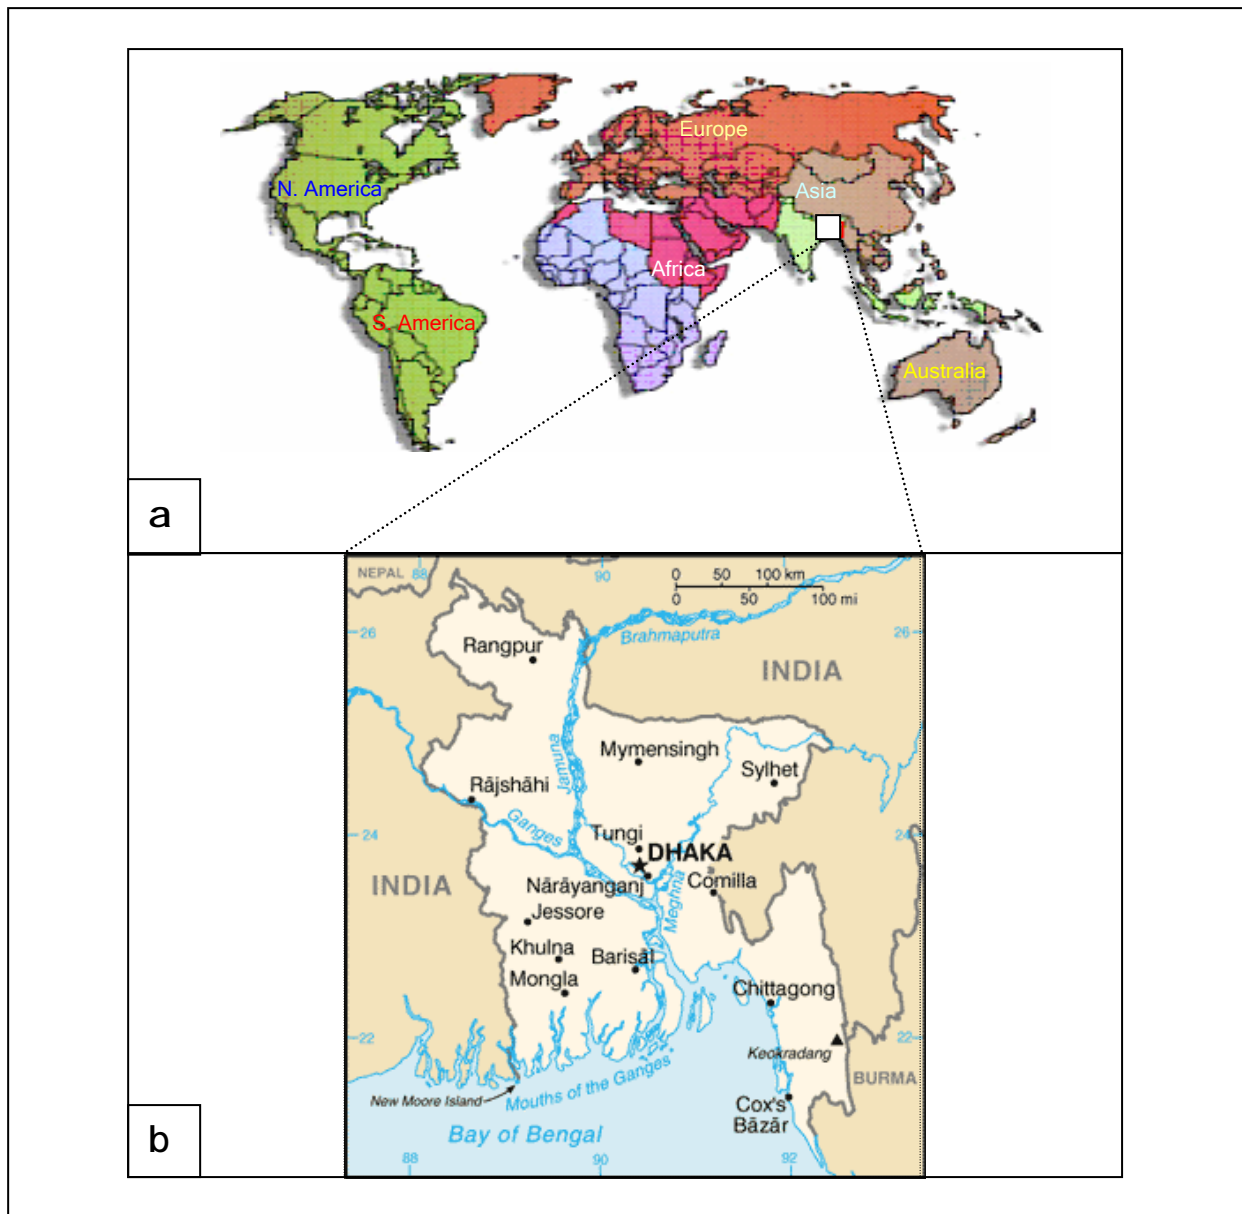 Europe
N. America
Asia
Africa
S. America
Australia
a
NEPAL
88
90
0 50 100 km
0 50 100 mi
26
Brahmaputra
26
Rangpur
INDIA
Jamuna
Mymensingh
Sylhet
Rājshāhi
Ganges
Tungi
24
24
DHAKA
INDIA
Nārāyanganj
Comilla
Meghna
Jessore
Khulna
Barisāl
Mongla
Chittagong
22
22
Keokradang
BURMA
New Moore Island
Mouths of the Ganges
Cox's
Bāzār
Bay of Bengal
b
88
90
92